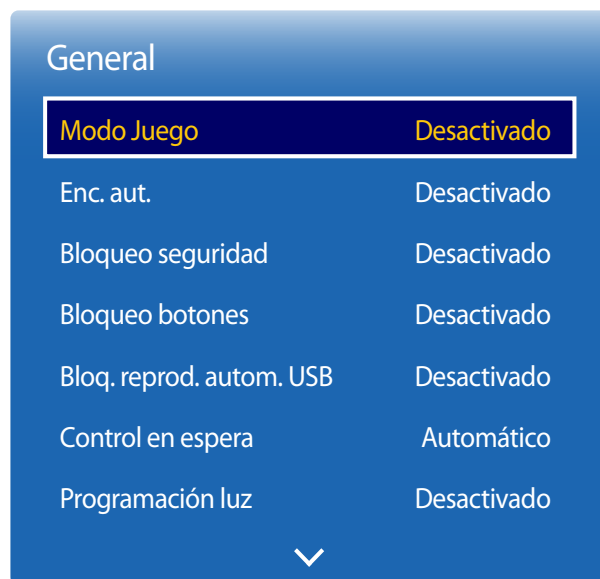 General
Modo Juego Desactivado
Enc. aut. Desactivado
Bloqueo seguridad Desactivado
Bloqueo botones Desactivado
Bloq. reprod. autom. USB Desactivado
Control en espera Automático
Programación luz Desactivado